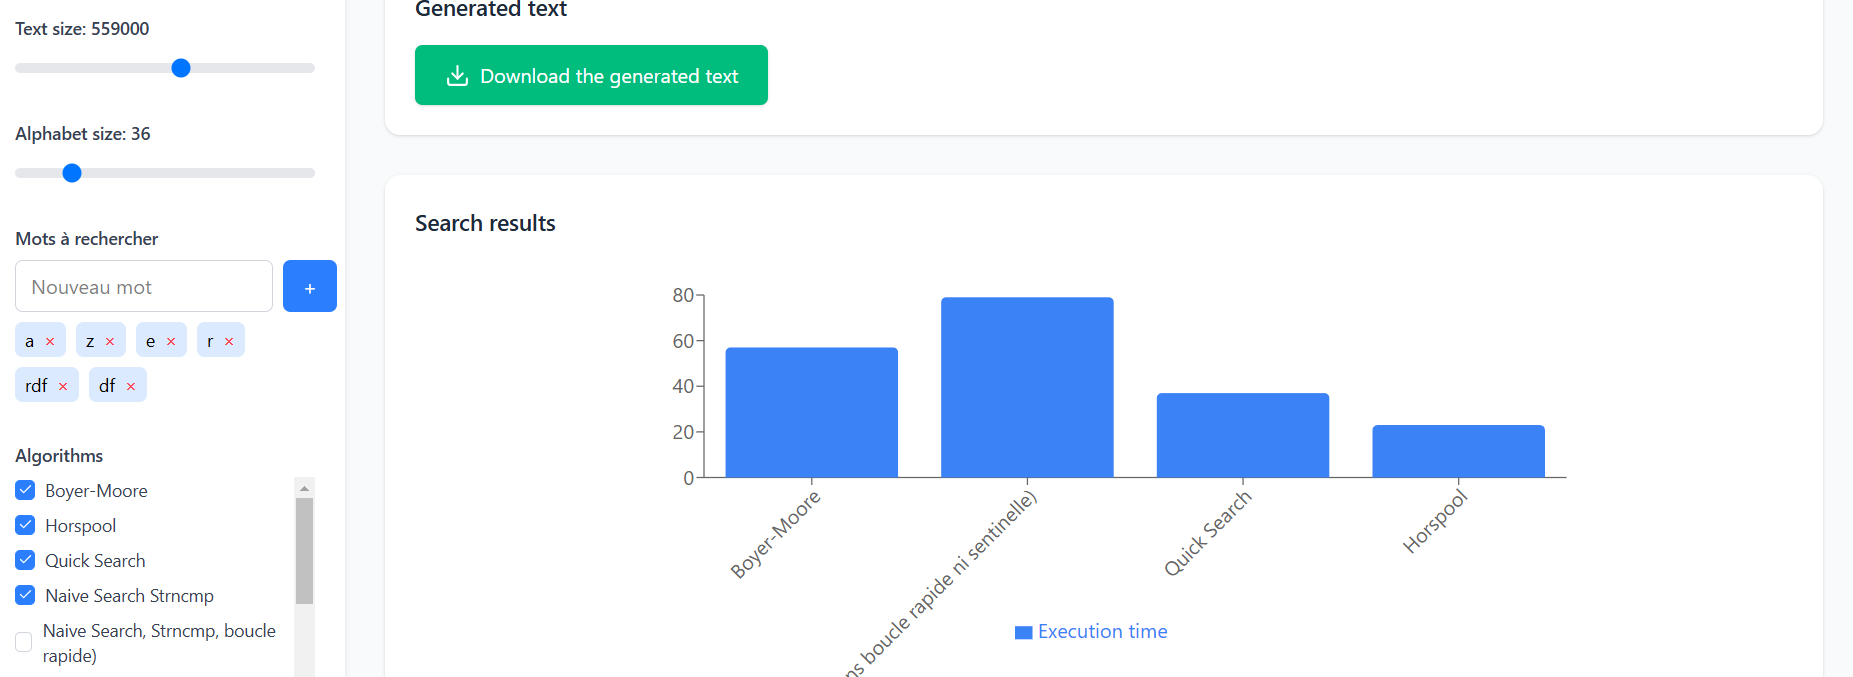 Text size: 559000
Alphabet size: 36
Mots à rechercher
Nouveau mot
+
a × z × e × r ×
rdf × df ×
Algorithms
Boyer-Moore
Horspool
Quick Search
Naive Search Strncmp
Naive Search, Strncmp, boucle
rapide)
Generated text
Download the generated text
Search results
80
60
40
20
0
Boyer-Moore
boucle rapide ni sentinelle)
Quick Search
Horspool
Execution time